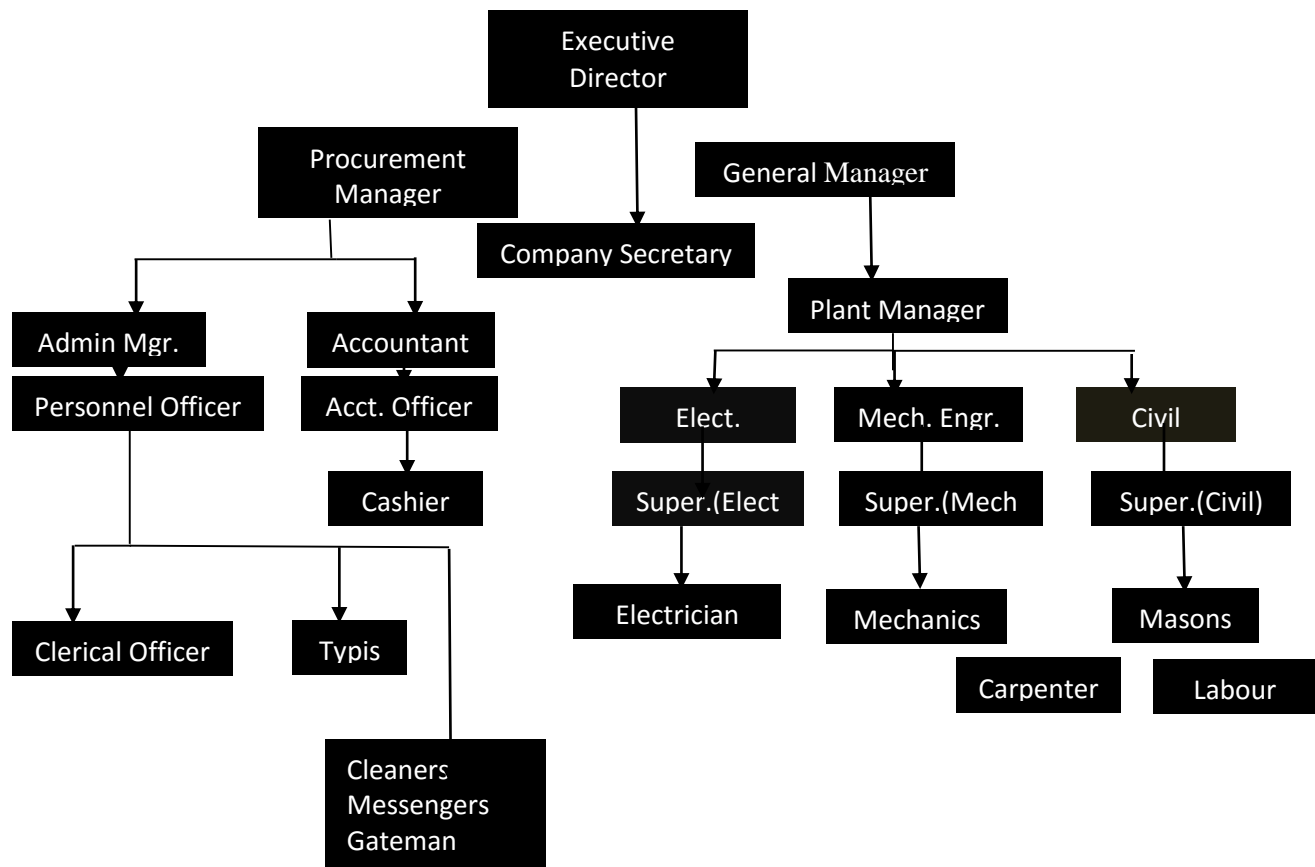 Executive
Director
Procurement
Manager
General Manager
Company Secretary
Plant Manager
Admin Mgr.
Accountant
Personnel Officer
Acct. Officer
Elect.
Mech. Engr.
Civil
Cashier
Super.(Elect
Super.(Mech
Super.(Civil)
Electrician
Mechanics
Masons
Clerical Officer
Typis
Carpenter
Labour
Cleaners
Messengers
Gateman